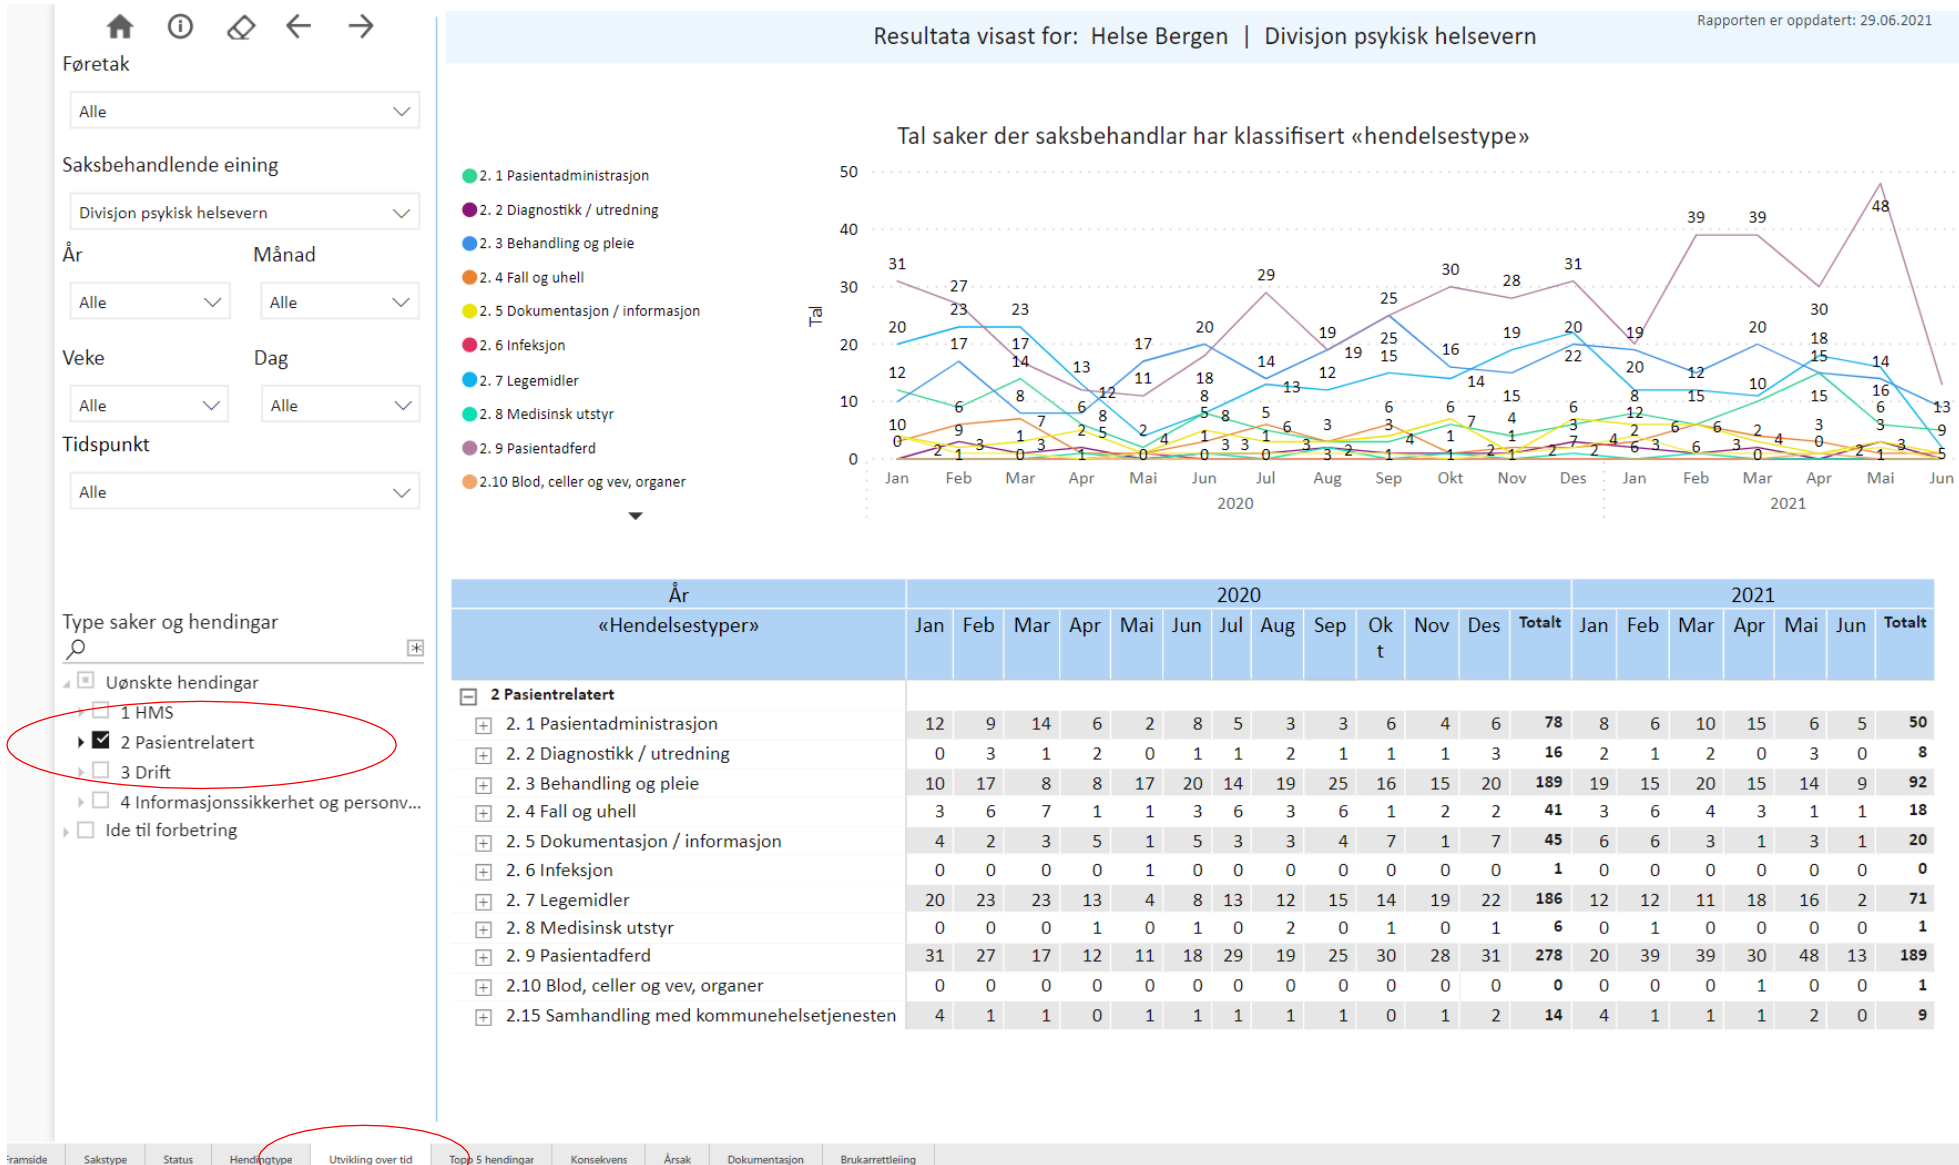 Rapporten er oppdatert: 29.06.2021
Resultata visast for: Helse Bergen | Divisjon psykisk helsevern
Føretak
Alle
Saksbehandlende eining
Divisjon psykisk helsevern
År Månad
Alle Alle
Veke Dag
Alle Alle
Tidspunkt
Alle
Type saker og hendingar
Uønskte hendingar
1 HMS
2 Pasientrelatert
3 Drift
4 Informasjonssikkerhet og personv...
Ide til forbetring
Tal saker der saksbehandlar har klassifisert «hendelsestype»
2. 1 Pasientadministrasjon
2. 2 Diagnostikk / utredning
2. 3 Behandling og pleie
2. 4 Fall og uhell
2. 5 Dokumentasjon / informasjon
2. 6 Infeksjon
2. 7 Legemidler
2. 8 Medisinsk utstyr
2. 9 Pasientadferd
2.10 Blod, celler og vev, organer
Tal
50
40
30
20
10
0
Jan Feb Mar Apr Mai Jun Jul Aug Sep Okt Nov Des Jan Feb Mar Apr Mai Jun
2020 2021
År 2020 2021
«Hendelsestyper» Jan Feb Mar Apr Mai Jun Jul Aug Sep Ok Nov Des Totalt Jan Feb Mar Apr Mai Jun Totalt
t
2 Pasientrelatert
2. 1 Pasientadministrasjon 12 9 14 6 2 8 5 3 3 6 4 6 78 8 6 10 15 6 5 50
2. 2 Diagnostikk / utredning 0 3 1 2 0 1 1 2 1 1 1 3 16 2 1 2 0 3 0 8
2. 3 Behandling og pleie 10 17 8 8 17 20 14 19 25 16 15 20 189 19 15 20 15 14 9 92
2. 4 Fall og uhell 3 6 7 1 1 3 6 3 6 1 2 2 41 3 6 4 3 1 1 18
2. 5 Dokumentasjon / informasjon 4 2 3 5 1 5 3 3 4 7 1 7 45 6 6 3 1 3 1 20
2. 6 Infeksjon 0 0 0 0 1 0 0 0 0 0 0 0 1 0 0 0 0 0 0 0
2. 7 Legemidler 20 23 23 13 4 8 13 12 15 14 19 22 186 12 12 11 18 16 2 71
2. 8 Medisinsk utstyr 0 0 0 1 0 1 0 2 0 1 0 1 6 0 1 0 0 0 0 1
2. 9 Pasientadferd 31 27 17 12 11 18 29 19 25 30 28 31 278 20 39 39 30 48 13 189
2.10 Blod, celler og vev, organer 0 0 0 0 0 0 0 0 0 0 0 0 0 0 0 0 1 0 0 1
2.15 Samhandling med kommunehelsetjenesten 4 1 1 0 1 1 1 1 1 0 1 2 14 4 1 1 1 2 0 9
Framside Sakstype Status Hendingtype Utvikling over tid Topp 5 hendingar Konsekvens Årsak Dokumentasjon Brukarrettleiing